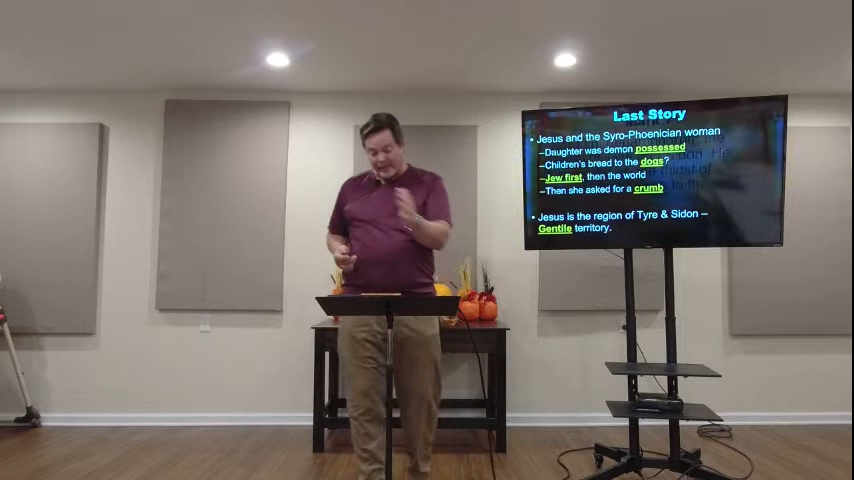 Last Story
• Jesus and the Syro-Phoenician woman
–Daughter was demon possessed
–Children's bread to the dogs?
–Jew first, then the world
–Then she asked for a crumb
• Jesus is the region of Tyre & Sidon –
Gentile territory.